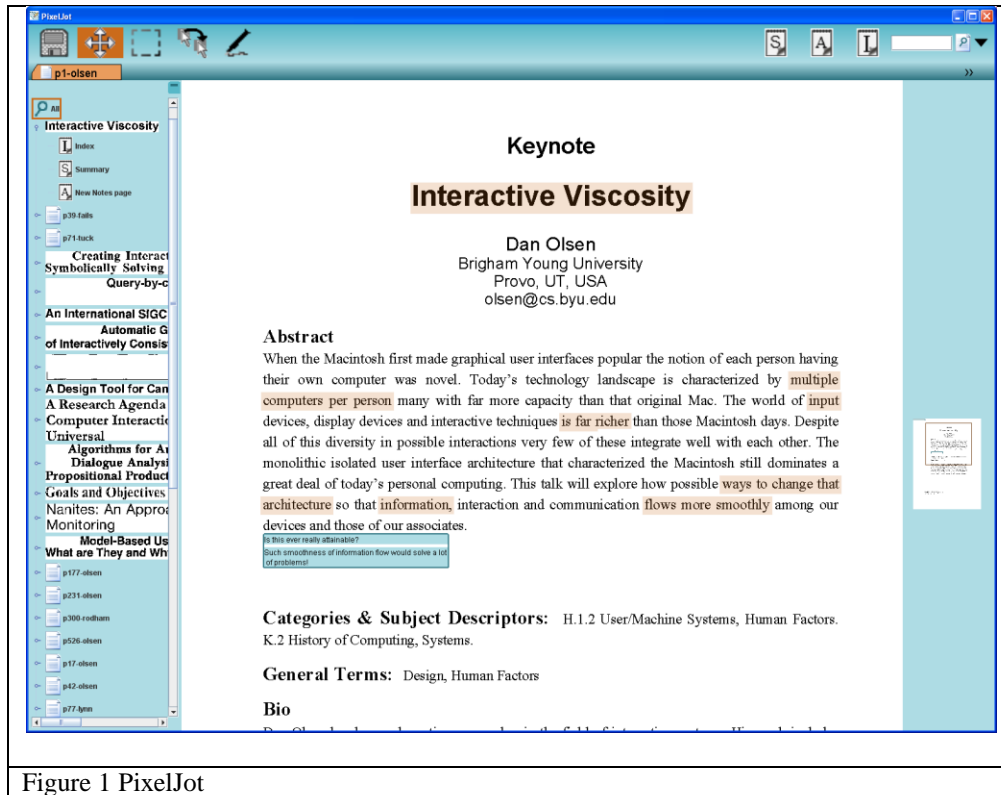 PixelJot
S
A
L
p1-olsen
»
All
Interactive Viscosity
L Index
S Summary
A New Notes page
p39-fails
p71-tuck
Creating Interact
Symbolically Solving
Query-by-c
An International SIGC
Automatic G
of Interactively Consis
A Design Tool for Can
A Research Agenda
Computer Interactio
Universal
Algorithms for An
Dialogue Analysi
Propositional Product
Goals and Objectives
Nanites: An Approa
Monitoring
Model-Based Us
What are They and Wh
p177-olsen
p231-olsen
p300-rodham
p526-olsen
p17-olsen
p42-olsen
p77-lynn
Keynote
Interactive Viscosity
Dan Olsen
Brigham Young University
Provo, UT, USA
olsen@cs.byu.edu
Abstract
When the Macintosh first made graphical user interfaces popular the notion of each person having
their own computer was novel. Today's technology landscape is characterized by multiple
computers per person many with far more capacity than that original Mac. The world of input
devices, display devices and interactive techniques is far richer than those Macintosh days. Despite
all of this diversity in possible interactions very few of these integrate well with each other. The
monolithic isolated user interface architecture that characterized the Macintosh still dominates a
great deal of today's personal computing. This talk will explore how possible ways to change that
architecture so that information, interaction and communication flows more smoothly among our
devices and those of our associates.
Is this ever really attainable?
Such smoothness of information flow would solve a lot
of problems!
Categories & Subject Descriptors: H.1.2 User/Machine Systems, Human Factors.
K.2 History of Computing, Systems.
General Terms: Design, Human Factors
Bio
Figure 1 PixelJot